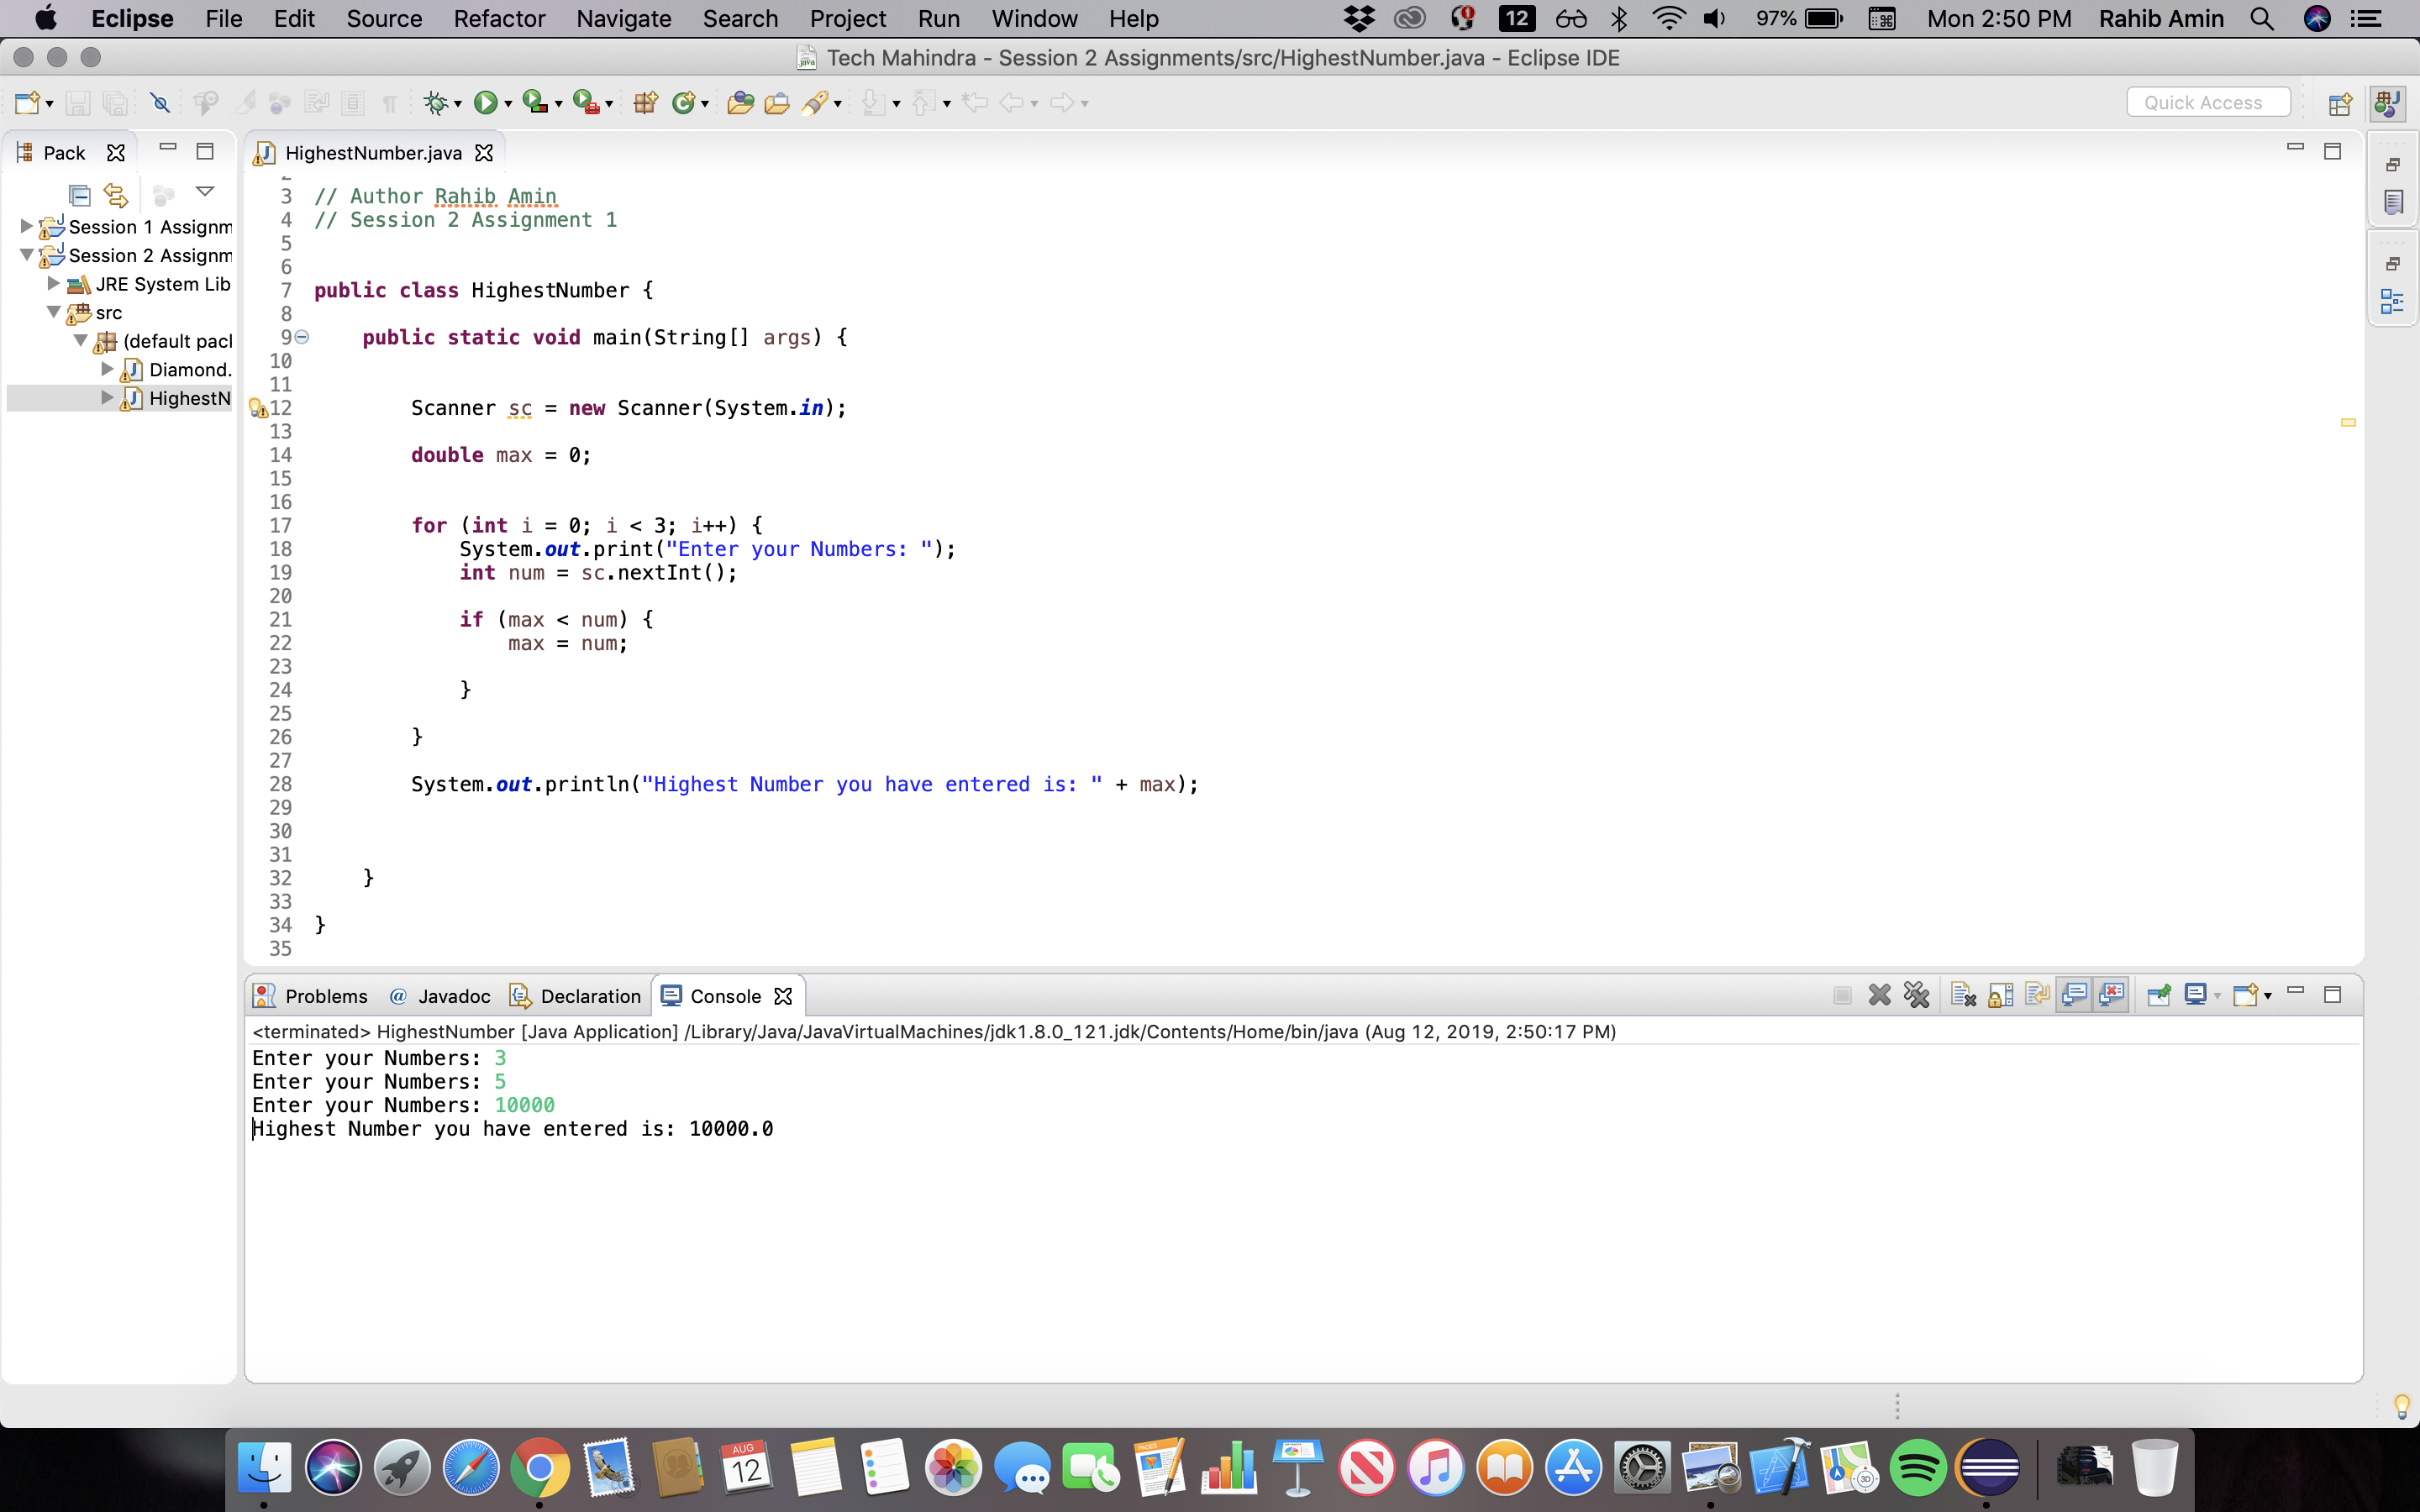 Eclipse File Edit Source Refactor Navigate Search Project Run Window Help 12 97% Mon 2:50 PM Rahib Amin
Tech Mahindra - Session 2 Assignments/src/HighestNumber.java - Eclipse IDE
Quick Access
Pack
Session 1 Assignm
Session 2 Assignm
JRE System Lib
src
(default pac
Diamond.
HighestN
HighestNumber.java
3 // Author Rahib Amin
4 // Session 2 Assignment 1
5
6
7 public class HighestNumber {
8
9 public static void main(String[] args) {
10
11
12 Scanner sc = new Scanner(System.in);
13
14 double max = 0;
15
16
17 for (int i = 0; i < 3; i++) {
18 System.out.print("Enter your Numbers: ");
19 int num = sc.nextInt();
20
21 if (max < num) {
22 max = num;
23
24 }
25
26 }
27
28 System.out.println("Highest Number you have entered is: " + max);
29
30
31
32 }
33
34 }
35
Problems @ Javadoc Declaration Console
<terminated> HighestNumber [Java Application] /Library/Java/JavaVirtualMachines/jdk1.8.0_121.jdk/Contents/Home/bin/java (Aug 12, 2019, 2:50:17 PM)
Enter your Numbers: 3
Enter your Numbers: 5
Enter your Numbers: 10000
Highest Number you have entered is: 10000.0
AUG
12
PAGES
3D